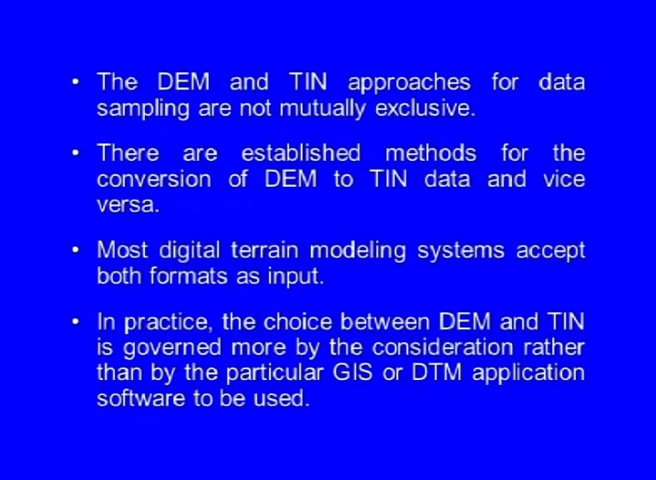 • The DEM and TIN approaches for data
sampling are not mutually exclusive.
• There are established methods for the
conversion of DEM to TIN data and vice
versa.
• Most digital terrain modeling systems accept
both formats as input.
• In practice, the choice between DEM and TIN
is governed more by the consideration rather
than by the particular GIS or DTM application
software to be used.